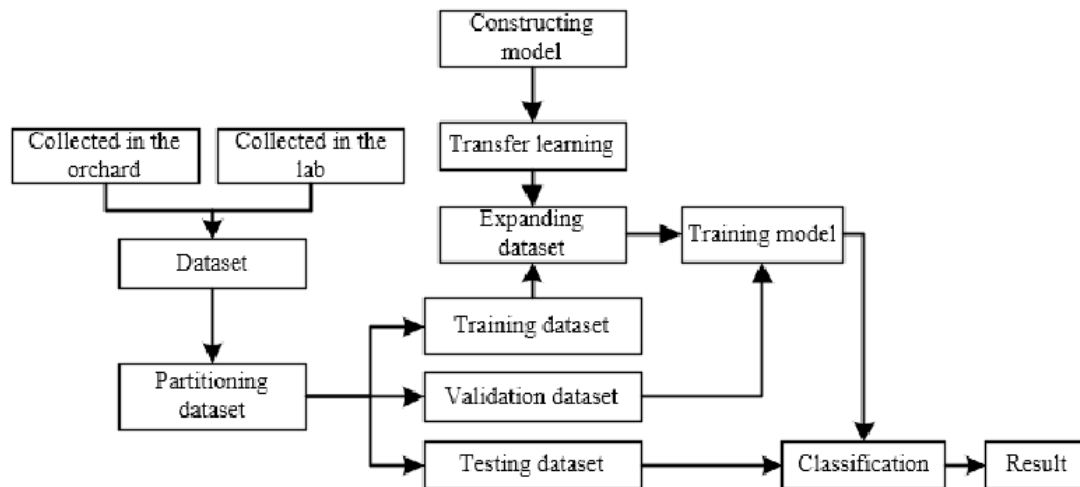 Constructing
model
Collected in the
orchard
Collected in the
lab
Transfer learning
Expanding
dataset
Training model
Dataset
Training dataset
Partitioning
dataset
Validation dataset
Testing dataset
Classification
Result